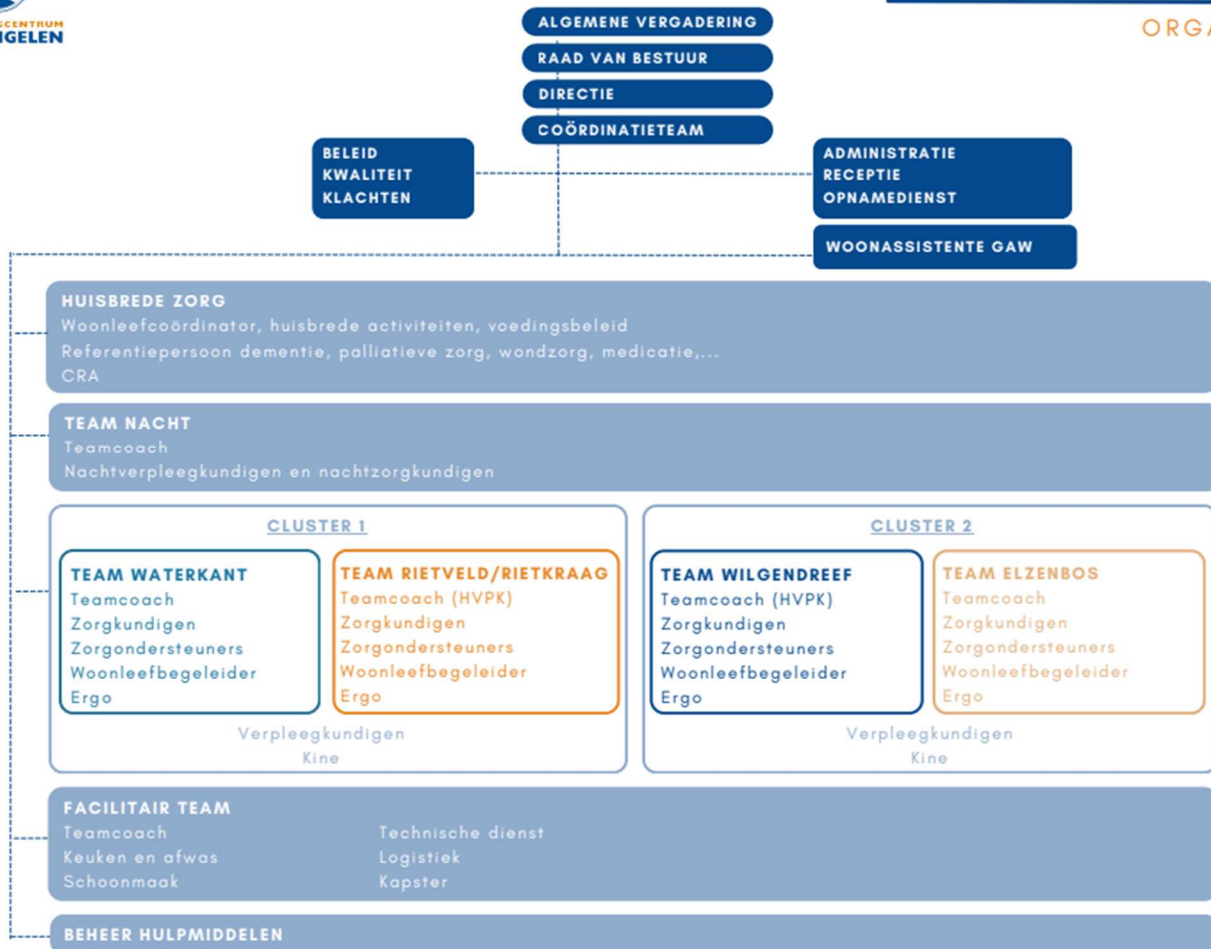 ALGEMENE VERGADERING
RAAD VAN BESTUUR
DIRECTIE
COÖRDINATIETEAM
BELEID
KWALITEIT
KLACHTEN
ADMINISTRATIE
RECEPTIE
OPNAMEDIENST
WOONASSISTENTE GAW
HUISBREDE ZORG
Woonleefcoördinator, huisbrede activiteiten, voedingsbeleid
Referentiepersoon dementie, palliatieve zorg, wondzorg, medicatie,...
CRA
TEAM NACHT
Teamcoach
Nachtverpleegkundigen en nachtzorgkundigen
CLUSTER 1
TEAM WATERKANT
Teamcoach
Zorgkundigen
Zorgondersteuners
Woonleefbegeleider
Ergo
TEAM RIETVELD/RIETKRAAG
Teamcoach (HVPK)
Zorgkundigen
Zorgondersteuners
Woonleefbegeleider
Ergo
Verpleegkundigen
Kine
CLUSTER 2
TEAM WILGENDREEF
Teamcoach (HVPK)
Zorgkundigen
Zorgondersteuners
Woonleefbegeleider
Ergo
TEAM ELZENBOS
Teamcoach
Zorgkundigen
Zorgondersteuners
Woonleefbegeleider
Ergo
Verpleegkundigen
Kine
FACILITAIR TEAM
Teamcoach
Keuken en afwas
Schoonmaak
Technische dienst
Logistiek
Kapster
BEHEER HULPMIDDELEN